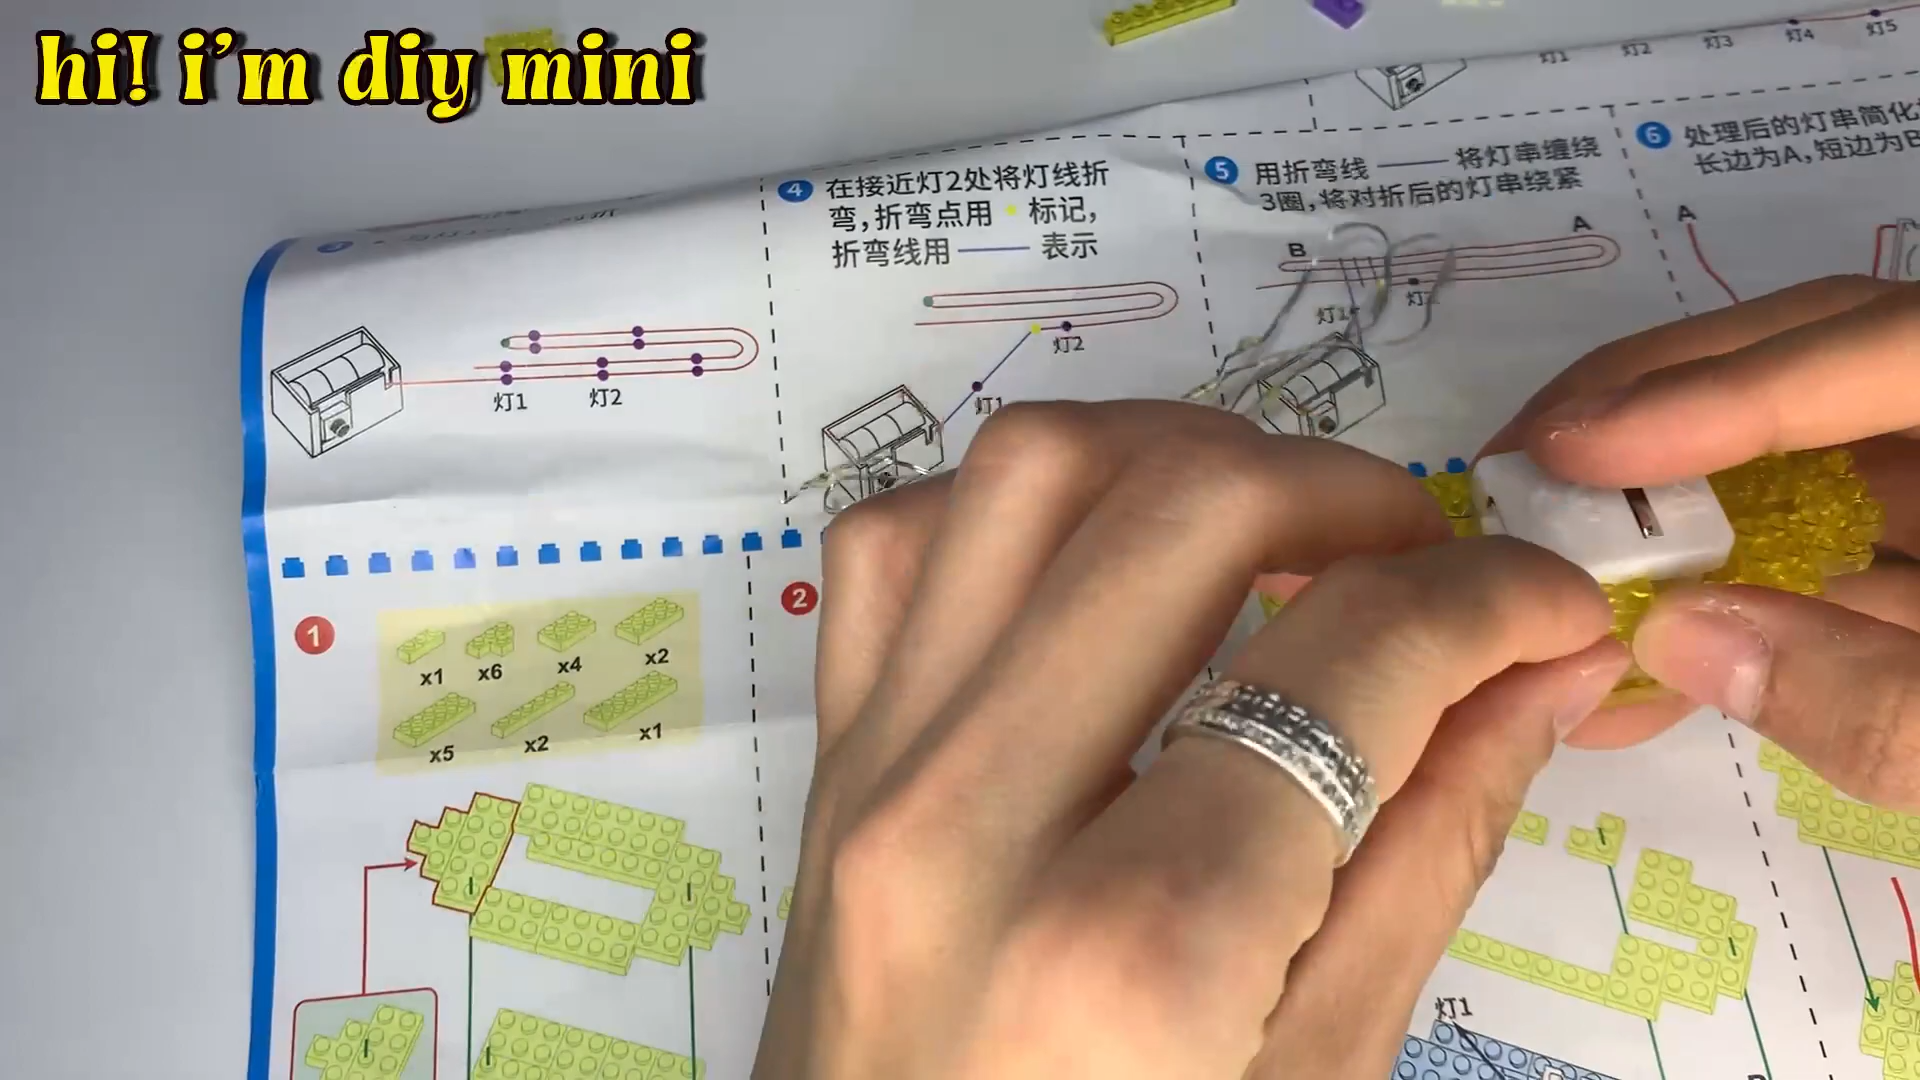 hi! i'm diy mini
灯1 灯2 灯3 灯4 灯5
4 在接近灯2处将灯线折
弯,折弯点用 标记,
折弯线用 表示
灯2
灯1
5 用折弯线 将灯串缠绕
3圈,将对折后的灯串绕紧
B A
灯1
6 处理后的灯串简化
长边为A,短边为B
A
灯1 灯2
1
x1 x6 x4 x2
x5 x2 x1
2
灯1